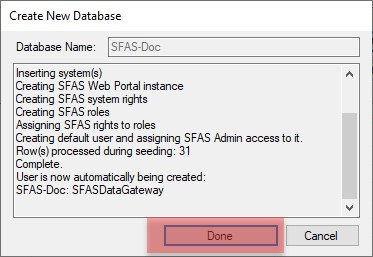 Create New Database
Database Name: SFAS-Doc
Inserting system(s)
Creating SFAS Web Portal instance
Creating SFAS system rights
Creating SFAS roles
Assigning SFAS rights to roles
Creating default user and assigning SFAS Admin access to it.
Row(s) processed during seeding: 31
Complete.
User is now automatically being created:
SFAS-Doc: SFASDataGateway
Done Cancel